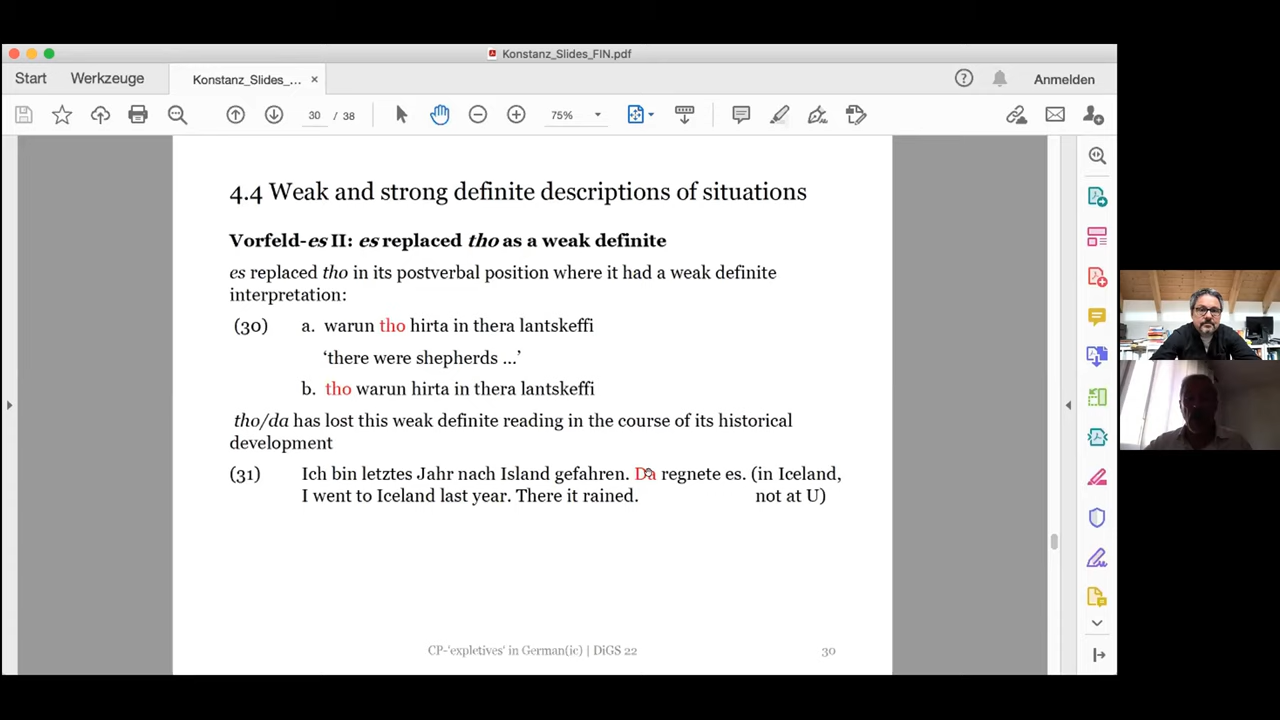 Konstanz_Slides_FIN.pdf
Start Werkzeuge Konstanz_Slides_... × Anmelden
30 / 38 75%
4.4 Weak and strong definite descriptions of situations
Vorfeld-es II: es replaced tho as a weak definite
es replaced tho in its postverbal position where it had a weak definite
interpretation:
(30) a. warun tho hirta in thera lantskeffi
‘there were shepherds ...’
b. tho warun hirta in thera lantskeffi
tho/da has lost this weak definite reading in the course of its historical
development
(31) Ich bin letztes Jahr nach Island gefahren. Da regnete es. (in Iceland,
I went to Iceland last year. There it rained. not at U)
CP-‘expletives’ in German(ic) | DiGS 22 30